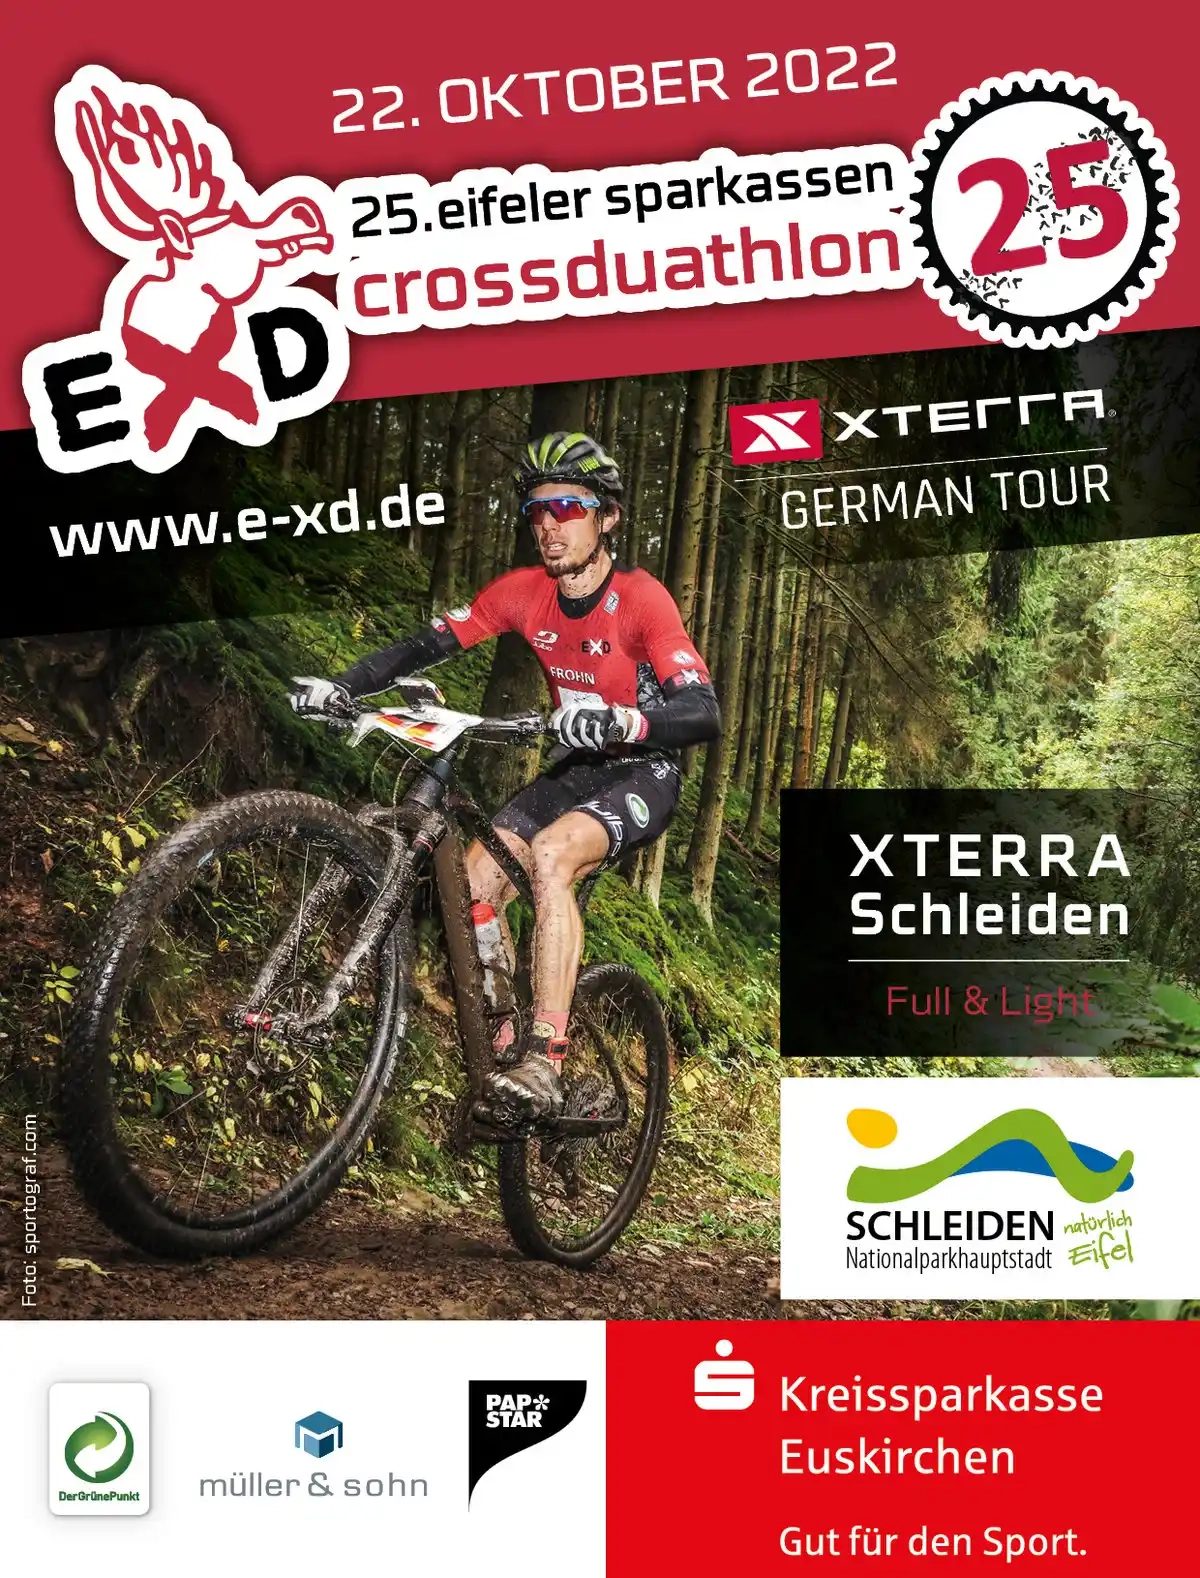 22. OKTOBER 2022
25.eifeler sparkassen
crossduathlon
25
EXD
XTERRA®
GERMAN TOUR
www.e-xd.de
EXD
FROHN
XTERRA
Schleiden
Full & Light
SCHLEIDEN
Nationalparkhauptstadt
natürlich
Eifel
Foto: sportograf.com
DerGrünePunkt
müller & sohn
PAP*
STAR
Kreissparkasse
Euskirchen
Gut für den Sport.